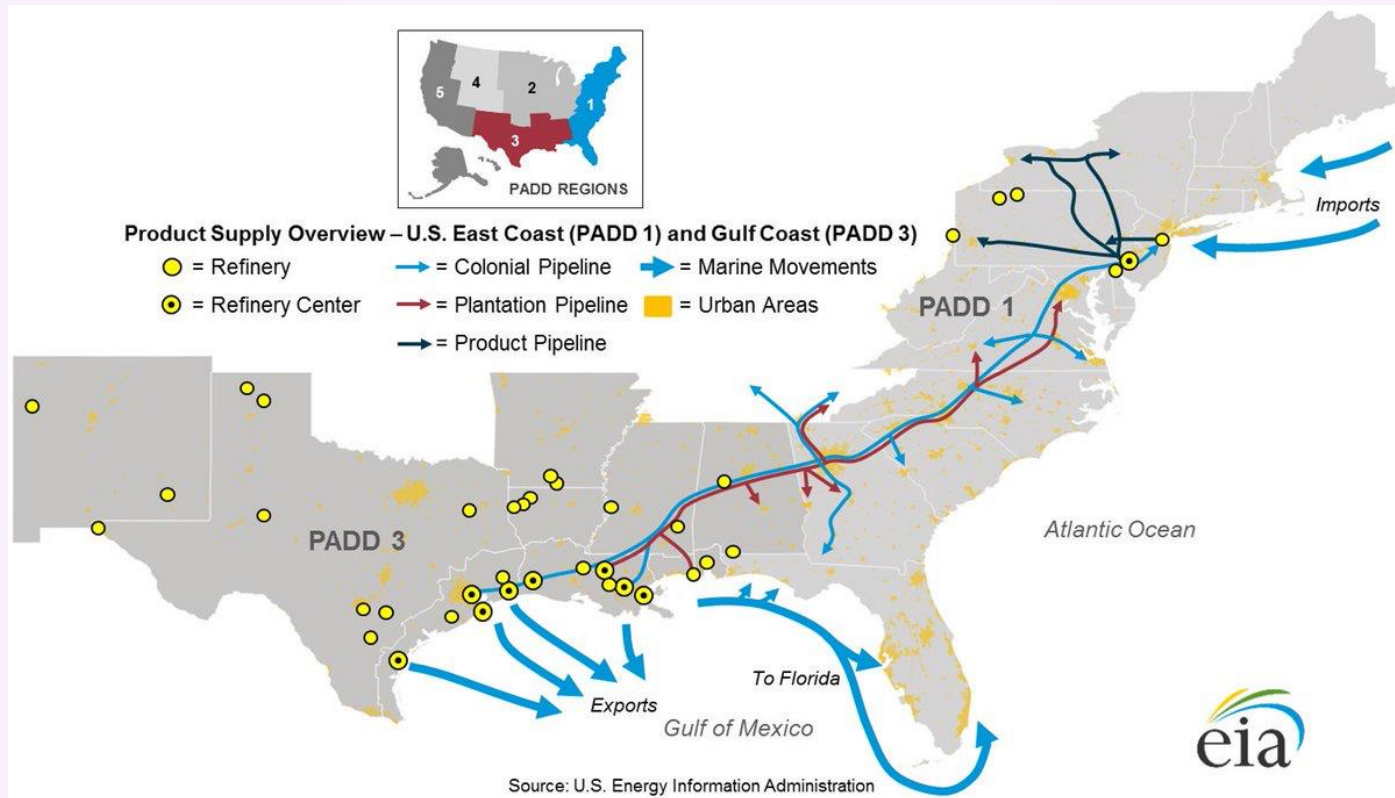 5
4
2
1
3
PADD REGIONS
Product Supply Overview – U.S. East Coast (PADD 1) and Gulf Coast (PADD 3)
= Refinery
= Colonial Pipeline
= Marine Movements
= Refinery Center
= Plantation Pipeline
= Urban Areas
= Product Pipeline
Imports
PADD 1
PADD 3
Atlantic Ocean
To Florida
Exports
Gulf of Mexico
eia
Source: U.S. Energy Information Administration